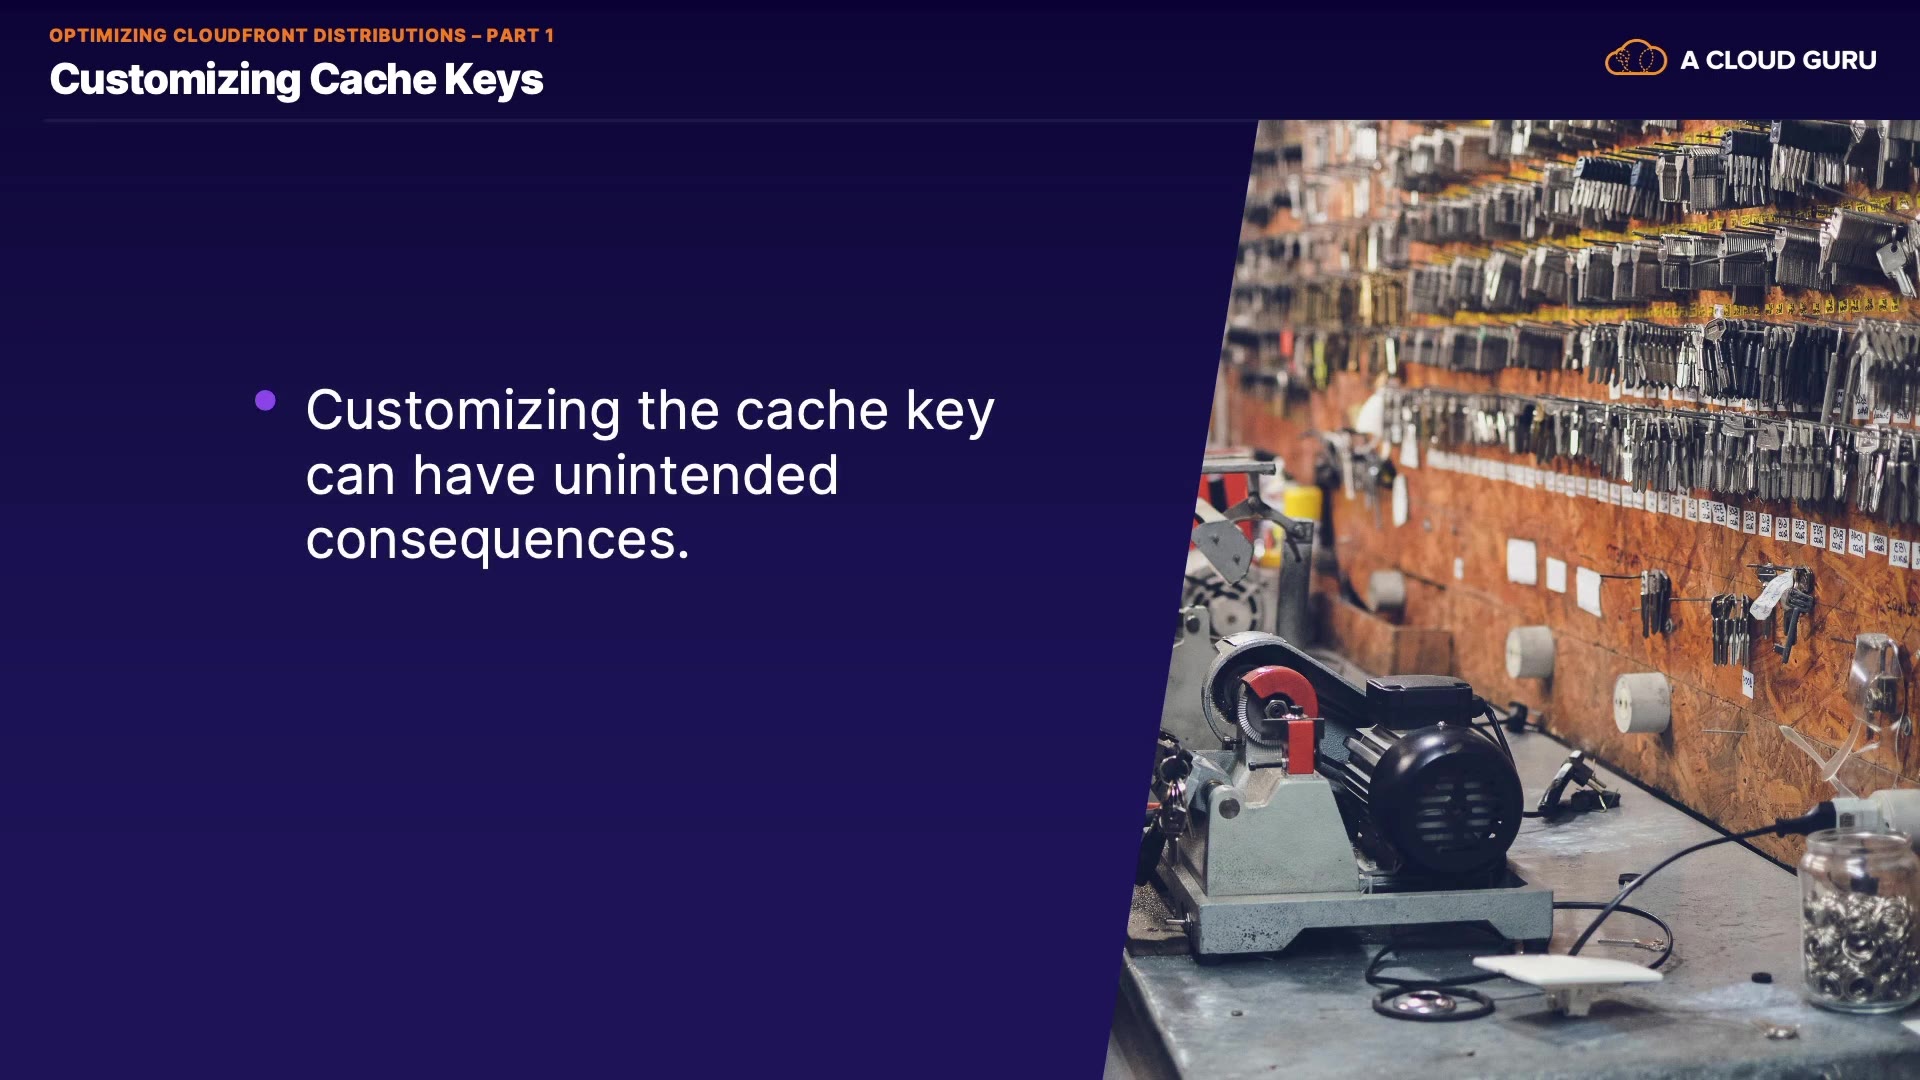 OPTIMIZING CLOUDFRONT DISTRIBUTIONS – PART 1
Customizing Cache Keys
A CLOUD GURU
Customizing the cache key
can have unintended
consequences.